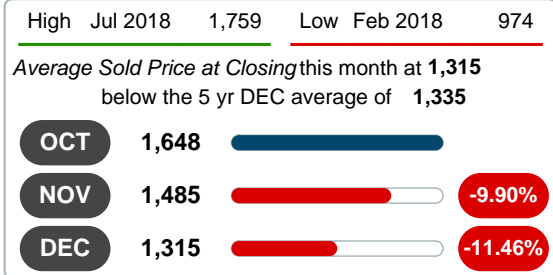 High Jul 2018 1,759 Low Feb 2018 974
Average Sold Price at Closing this month at 1,315
below the 5 yr DEC average of 1,335
OCT 1,648
NOV 1,485 -9.90%
DEC 1,315 -11.46%